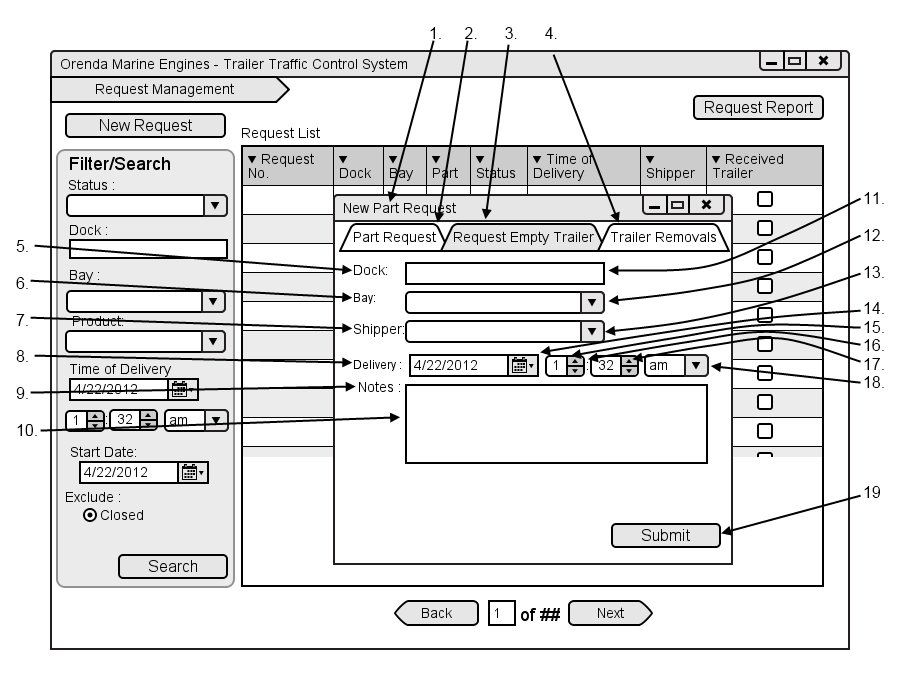 1. 2. 3. 4.
Orenda Marine Engines - Trailer Traffic Control System
Request Management
Request Report
New Request
Request List
Filter/Search
Status :
Dock :
Bay :
Product:
Time of Delivery
4/22/2012
1 : 32 am
Start Date:
4/22/2012
Exclude :
Closed
Search
Request No.
Dock
Bay
Part
Status
Time of Delivery
Shipper
Received Trailer
New Part Request
Part Request
Request Empty Trailer
Trailer Removals
Dock:
Bay:
Shipper:
Delivery :
4/22/2012
1 : 32 am
Notes :
Submit
5.
6.
7.
8.
9.
10.
11.
12.
13.
14.
15.
16.
17.
18.
19
Back
1 of ##
Next